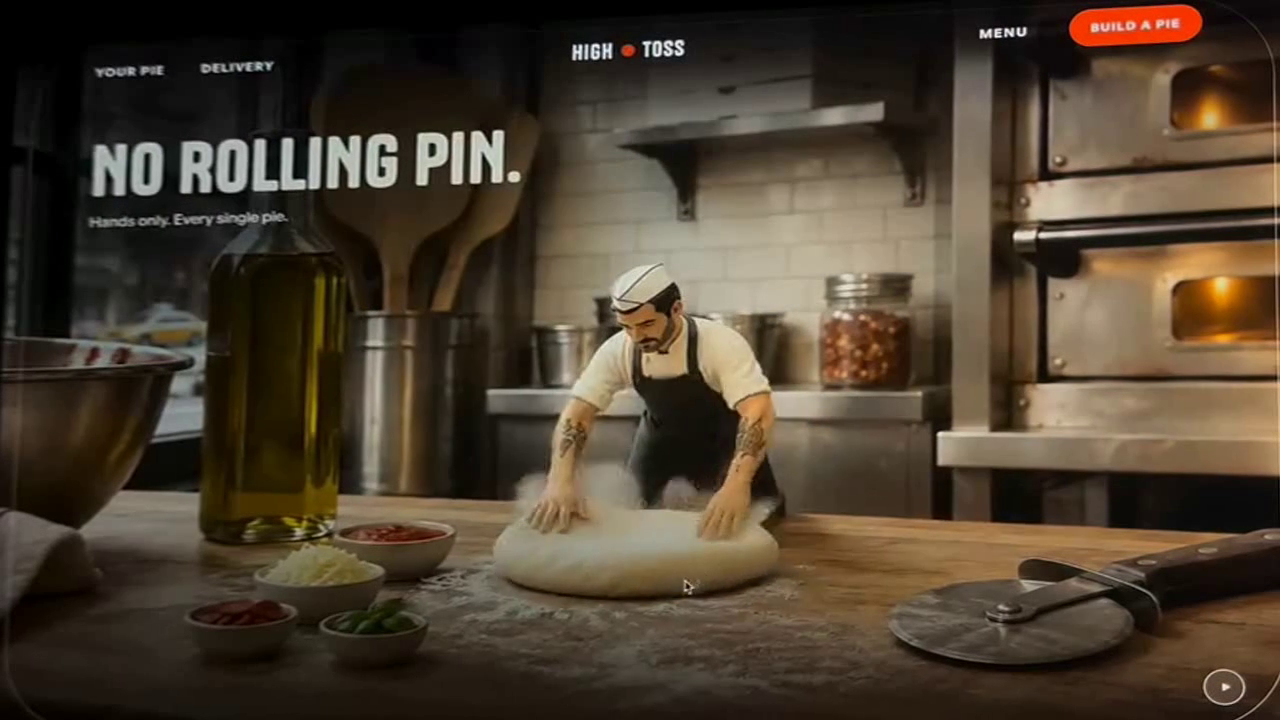 YOUR PIE
DELIVERY
HIGH TOSS
MENU
BUILD A PIE
NO ROLLING PIN.
Hands only. Every single pie.